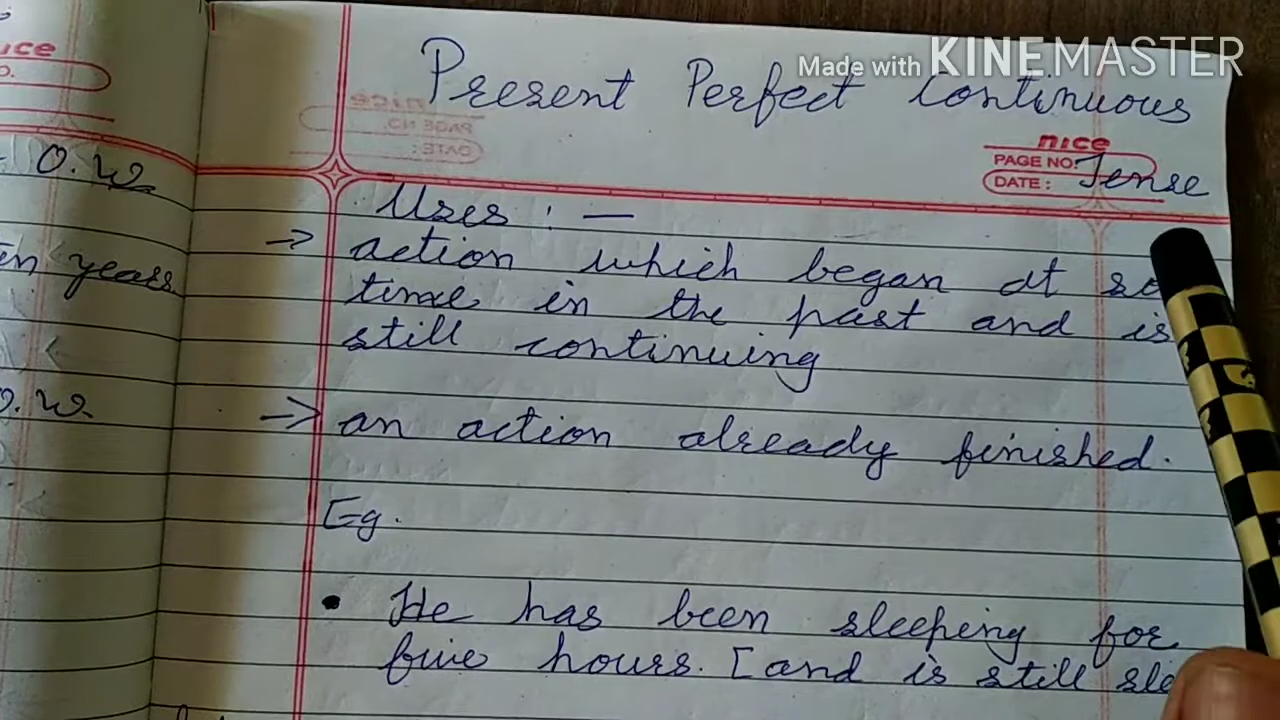 Made with KINEMASTER
Present Perfect Continuous
Tense
nice
PAGE NO.:
DATE:
Uses : —
→ action which began at so
time in the past and is
still continuing
→ an action already finished.
Eg.
• He has been sleeping for
five hours. [and is still sle
O.W.
years
O.W.